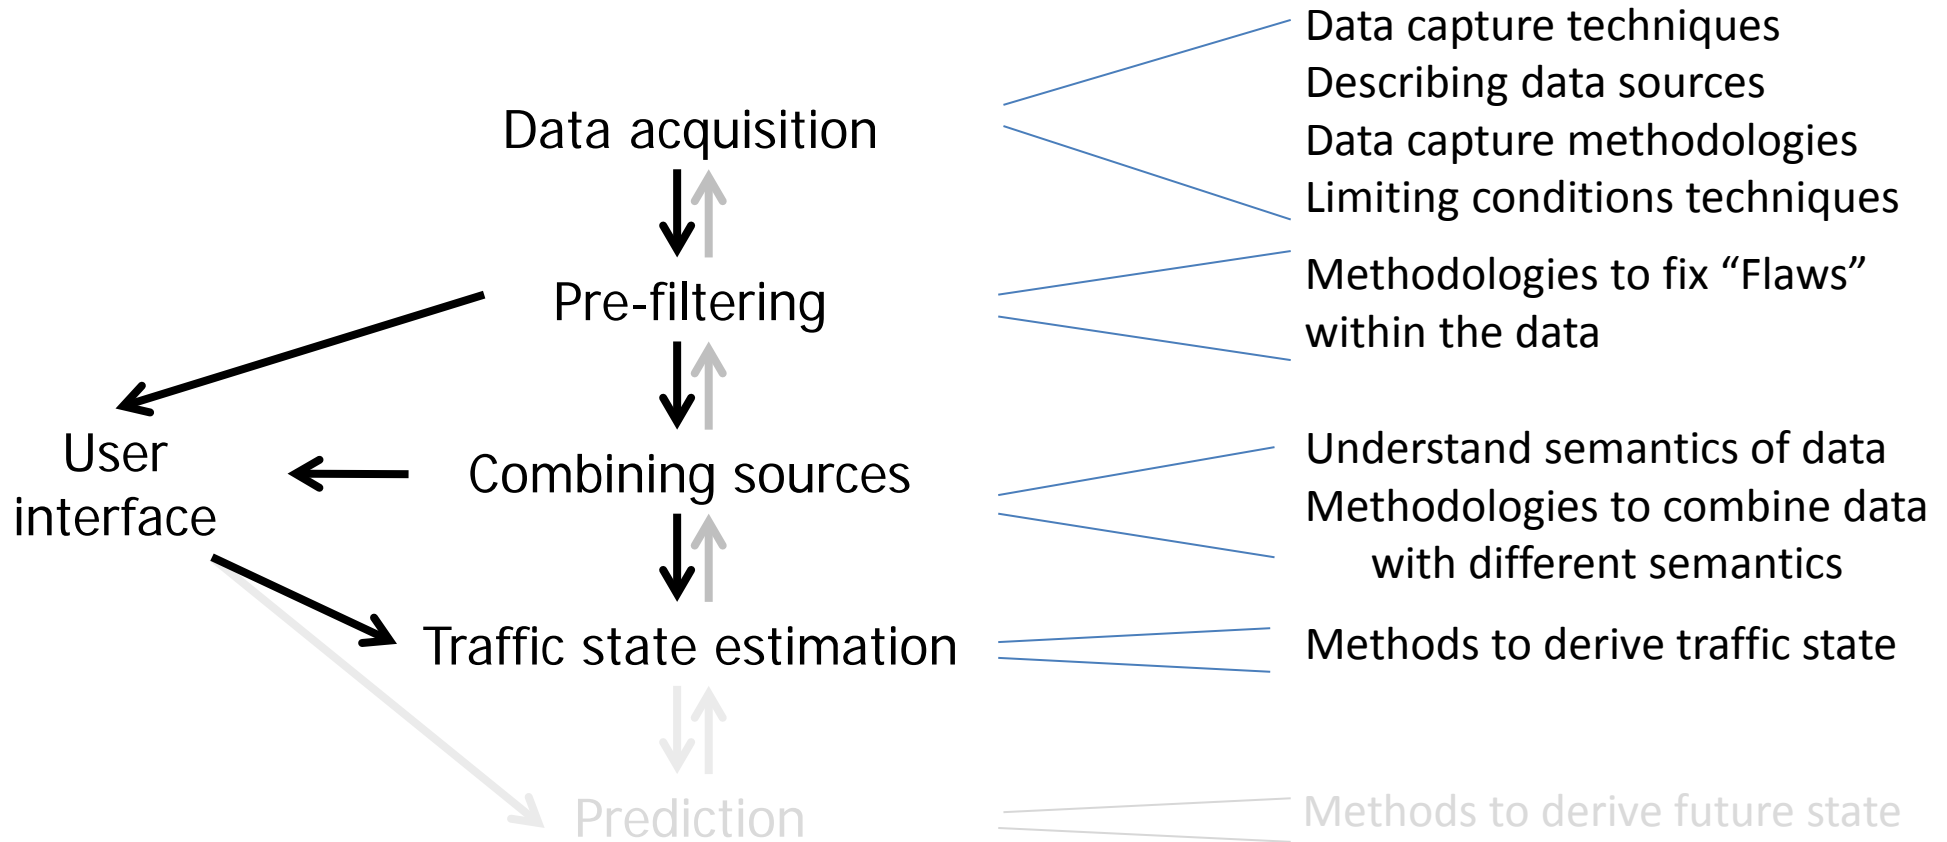 Data acquisition
Data capture techniques
Describing data sources
Data capture methodologies
Limiting conditions techniques
Pre-filtering
Methodologies to fix “Flaws”
within the data
User
interface
Combining sources
Understand semantics of data
Methodologies to combine data
with different semantics
Traffic state estimation
Methods to derive traffic state
Prediction
Methods to derive future state